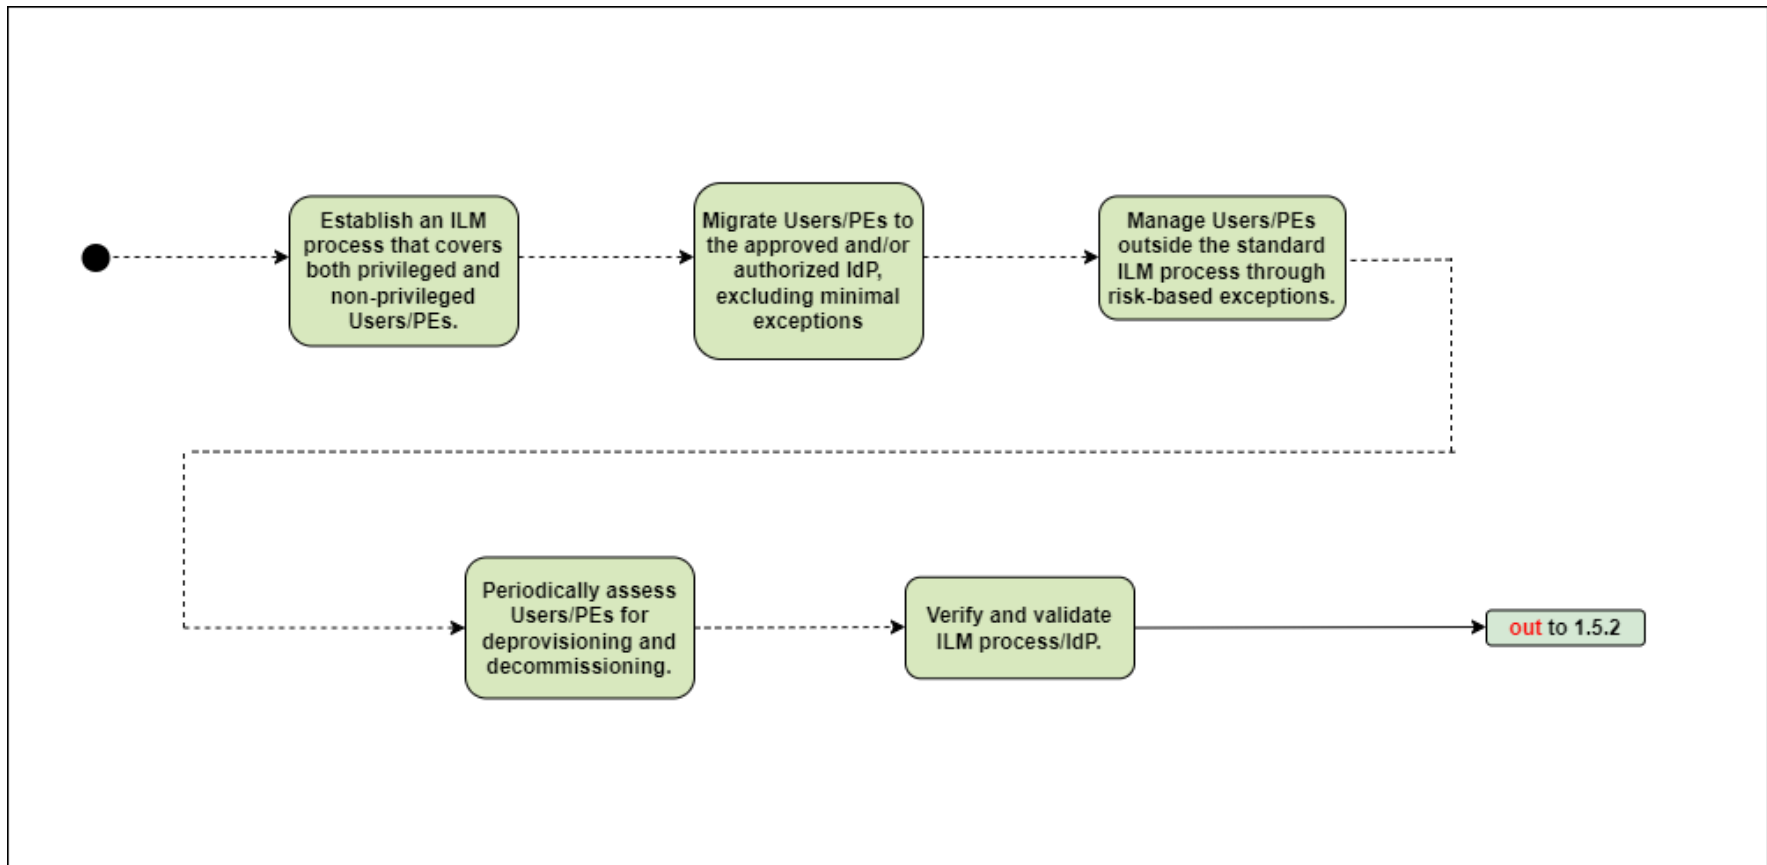 Establish an ILM
process that covers
both privileged and
non-privileged
Users/PEs.
Migrate Users/PEs to
the approved and/or
authorized IdP,
excluding minimal
exceptions
Manage Users/PEs
outside the standard
ILM process through
risk-based exceptions.
Periodically assess
Users/PEs for
deprovisioning and
decommissioning.
Verify and validate
ILM process/IdP.
out to 1.5.2